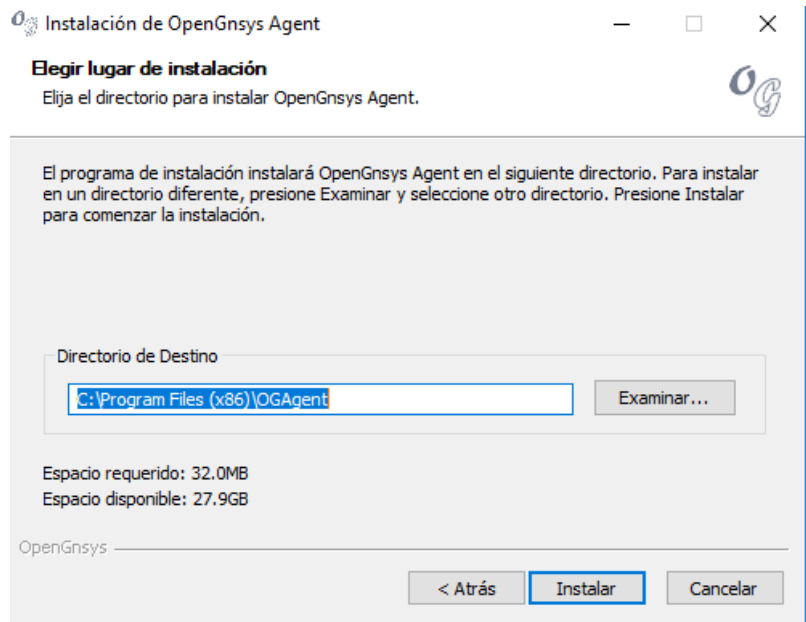 OG Instalación de OpenGnsys Agent
Elegir lugar de instalación
Elija el directorio para instalar OpenGnsys Agent.
OG
El programa de instalación instalará OpenGnsys Agent en el siguiente directorio. Para instalar
en un directorio diferente, presione Examinar y seleccione otro directorio. Presione Instalar
para comenzar la instalación.
Directorio de Destino
C:\Program Files (x86)\OGAgent
Examinar...
Espacio requerido: 32.0MB
Espacio disponible: 27.9GB
OpenGnsys
< Atrás
Instalar
Cancelar